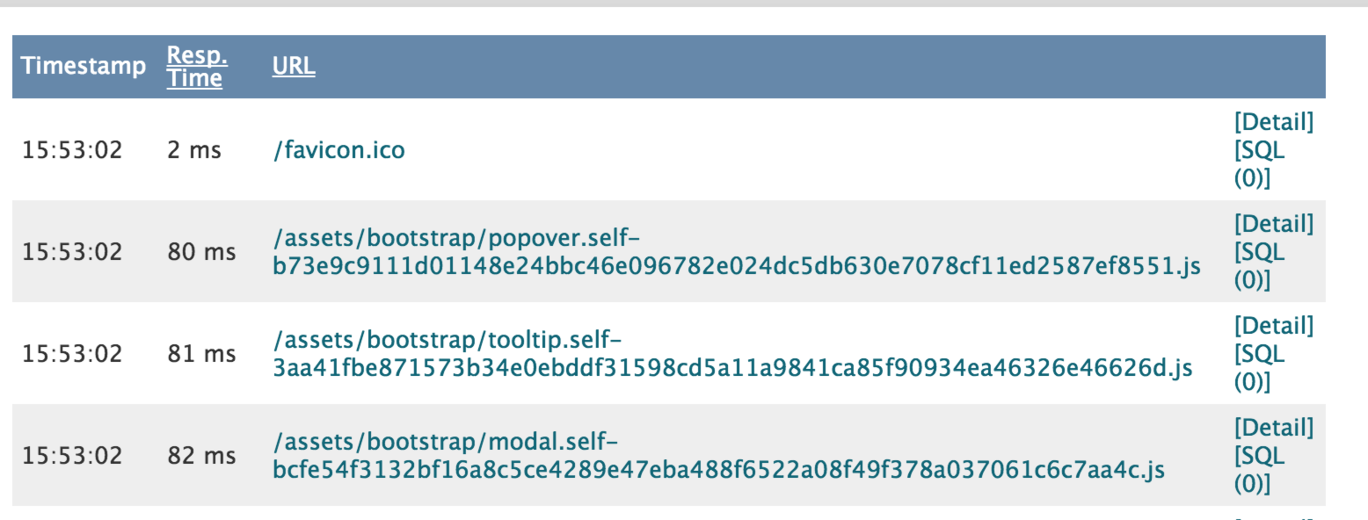 Timestamp Resp. Time URL
15:53:02 2 ms /favicon.ico [Detail] [SQL (0)]
15:53:02 80 ms /assets/bootstrap/popover.self-
b73e9c9111d01148e24bbc46e096782e024dc5db630e7078cf11ed2587ef8551.js [Detail] [SQL (0)]
15:53:02 81 ms /assets/bootstrap/tooltip.self-
3aa41fbe871573b34e0ebddf31598cd5a11a9841ca85f90934ea46326e46626d.js [Detail] [SQL (0)]
15:53:02 82 ms /assets/bootstrap/modal.self-
bcfe54f3132bf16a8c5ce4289e47eba488f6522a08f49f378a037061c6c7aa4c.js [Detail] [SQL (0)]